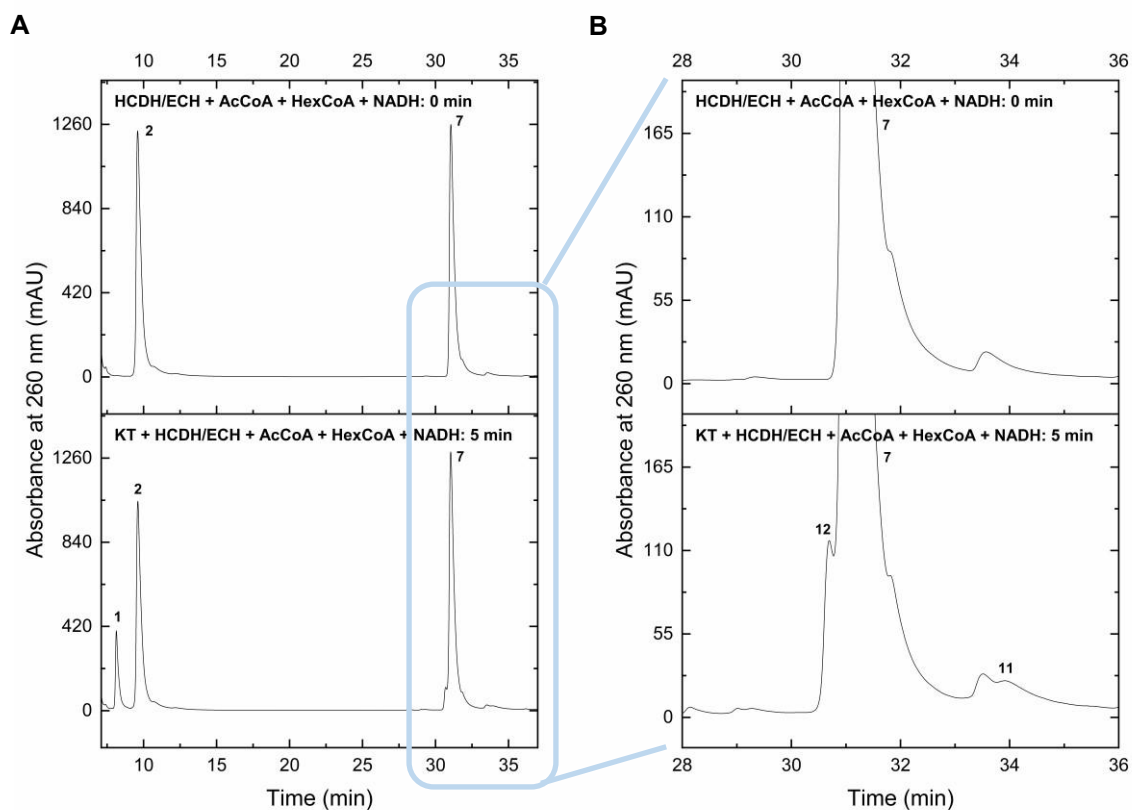 A
B
10 15 20 25 30 35
HCDH/ECH + AcCoA + HexCoA + NADH: 0 min
2
7
1260
840
420
0
KT + HCDH/ECH + AcCoA + HexCoA + NADH: 5 min
1
2
7
1260
840
420
0
10 15 20 25 30 35
Time (min)
Absorbance at 260 nm (mAU)
28 30 32 34 36
HCDH/ECH + AcCoA + HexCoA + NADH: 0 min
7
165
110
55
0
KT + HCDH/ECH + AcCoA + HexCoA + NADH: 5 min
7
12
11
165
110
55
0
28 30 32 34 36
Time (min)
Absorbance at 260 nm (mAU)